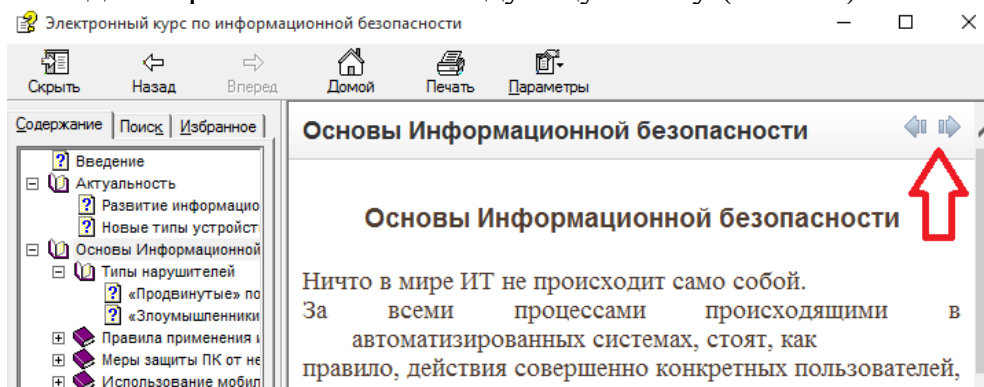 Электронный курс по информационной безопасности
Скрыть Назад Вперед Домой Печать Параметры
Содержание Поиск Избранное
Введение
Актуальность
Развитие информацио
Новые типы устройст
Основы Информационной
Типы нарушителей
«Продвинутые» по
«Злоумышленники
Правила применения и
Меры защиты ПК от не
Использование мобил
Основы Информационной безопасности
Основы Информационной безопасности
Ничто в мире ИТ не происходит само собой.
За всеми процессами происходящими в
автоматизированных системах, стоят, как
правило, действия совершенно конкретных пользователей,